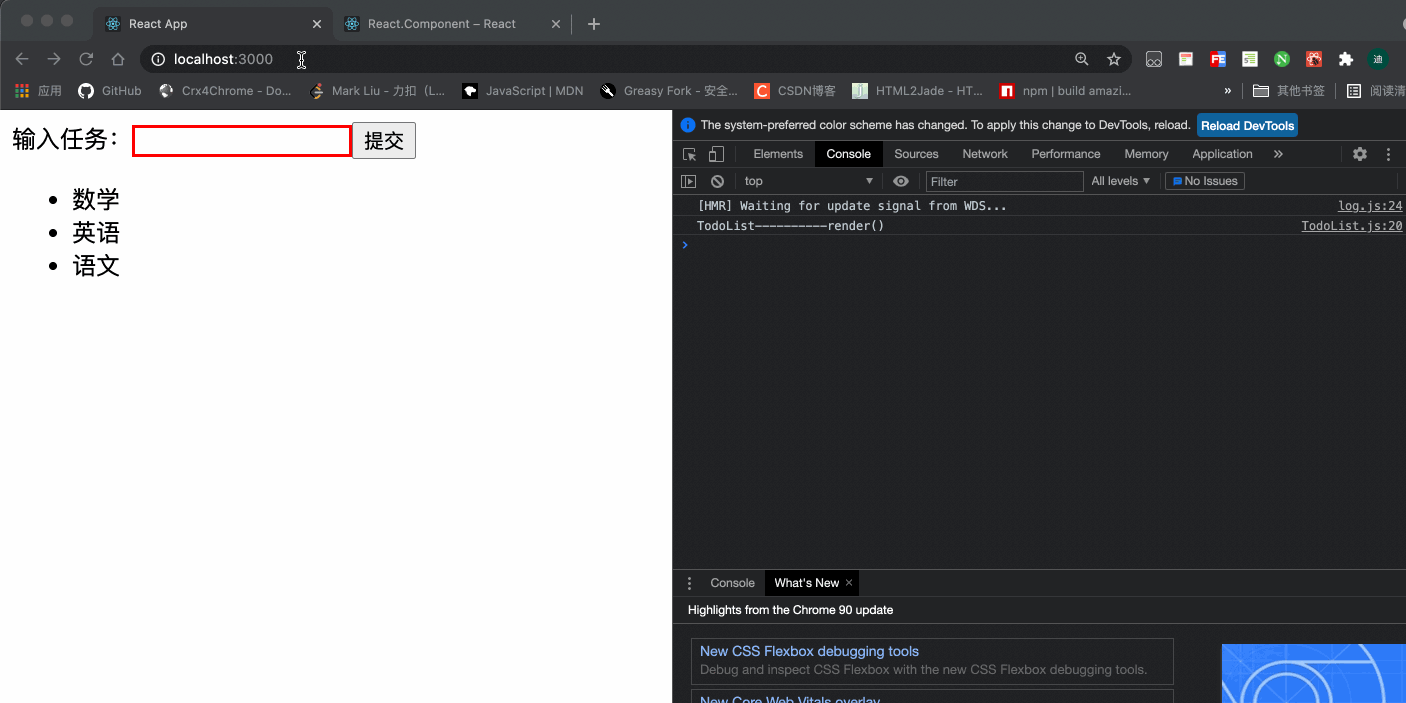 React App
React.Component – React
localhost:3000
迪
应用
GitHub
Crx4Chrome - Do...
Mark Liu - 力扣（L...
JavaScript | MDN
Greasy Fork - 安全...
CSDN博客
HTML2Jade - HT...
npm | build amazi...
»
其他书签
阅读清
输入任务：
提交
数学
英语
语文
The system-preferred color scheme has changed. To apply this change to DevTools, reload. Reload DevTools
Elements Console Sources Network Performance Memory Application »
top Filter All levels ▼ No Issues
[HMR] Waiting for update signal from WDS... log.js:24
TodoList----------render() TodoList.js:20
Console What's New ×
Highlights from the Chrome 90 update
New CSS Flexbox debugging tools
Debug and inspect CSS Flexbox with the new CSS Flexbox debugging tools.
New Core Web Vitals overlay